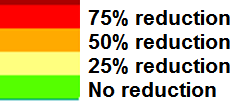 75% reduction
50% reduction
25% reduction
No reduction